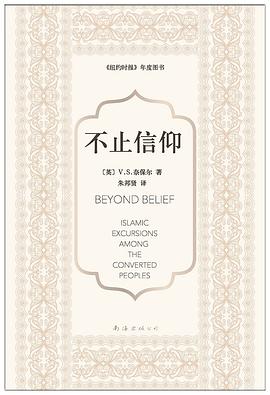 《纽约时报》年度图书
不止信仰
〔英〕V.S.奈保尔 著
朱邦贤 译
BEYOND BELIEF
ISLAMIC
EXCURSIONS
AMONG
THE
CONVERTED
PEOPLES
南海出版公司